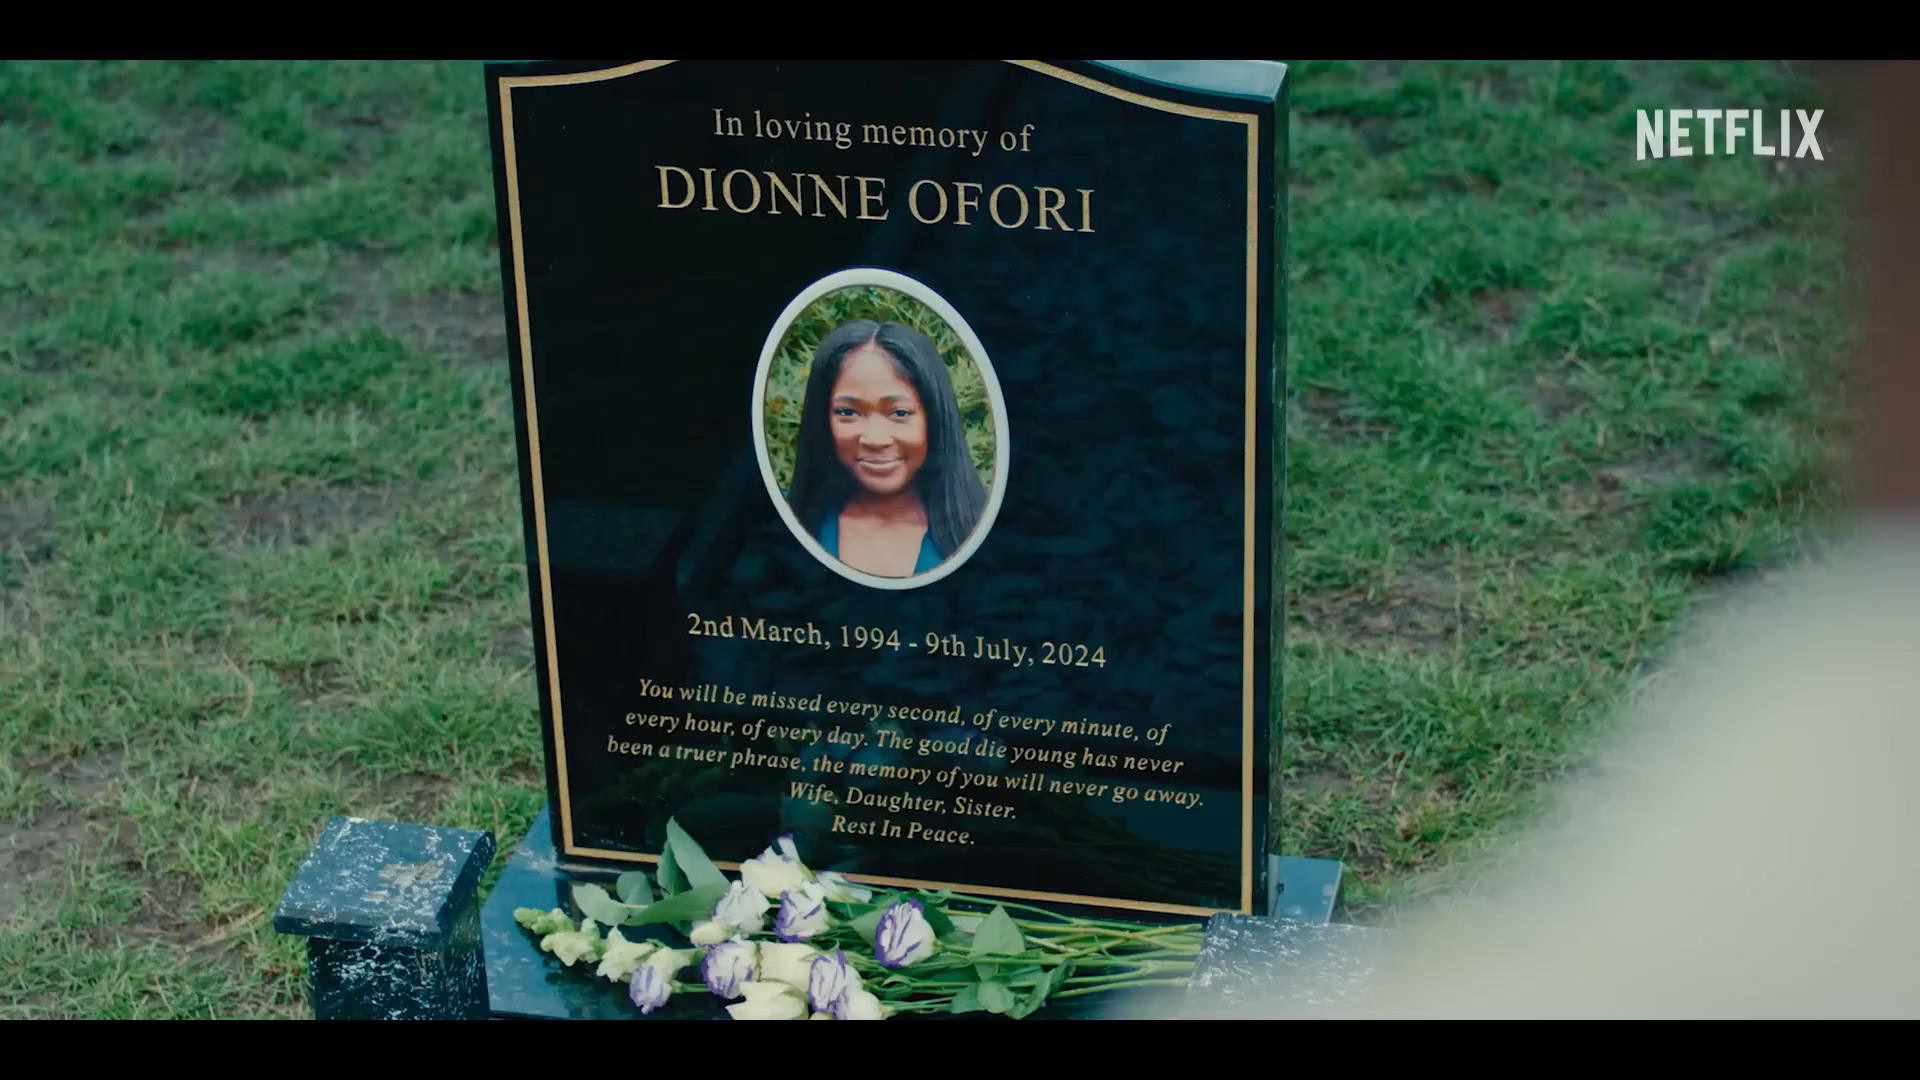 NETFLIX
In loving memory of
DIONNE OFORI
2nd March, 1994 - 9th July, 2024
You will be missed every second, of every minute, of
every hour, of every day. The good die young has never
been a truer phrase, the memory of you will never go away.
Wife, Daughter, Sister.
Rest In Peace.